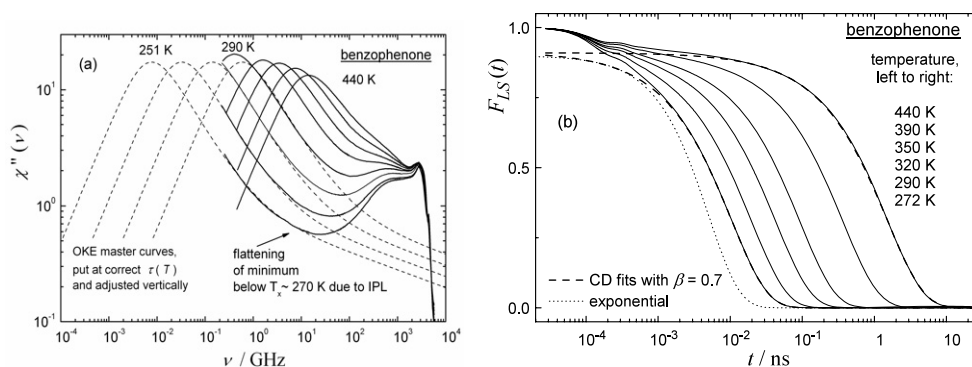 (a)
251 K
290 K
benzophenone
440 K
χ''(ν)
OKE master curves,
put at correct τ(T)
and adjusted vertically
flattening
of minimum
below Tₓ~ 270 K due to IPL
10¹
10⁰
10⁻¹
10⁻⁴ 10⁻³ 10⁻² 10⁻¹ 10⁰ 10¹ 10² 10³ 10⁴
ν / GHz
benzophenone
temperature,
left to right:
440 K
390 K
350 K
320 K
290 K
272 K
(b)
F_LS(t)
1.0
0.5
0.0
CD fits with β = 0.7
exponential
10⁻⁴ 10⁻³ 10⁻² 10⁻¹ 1 10
t / ns